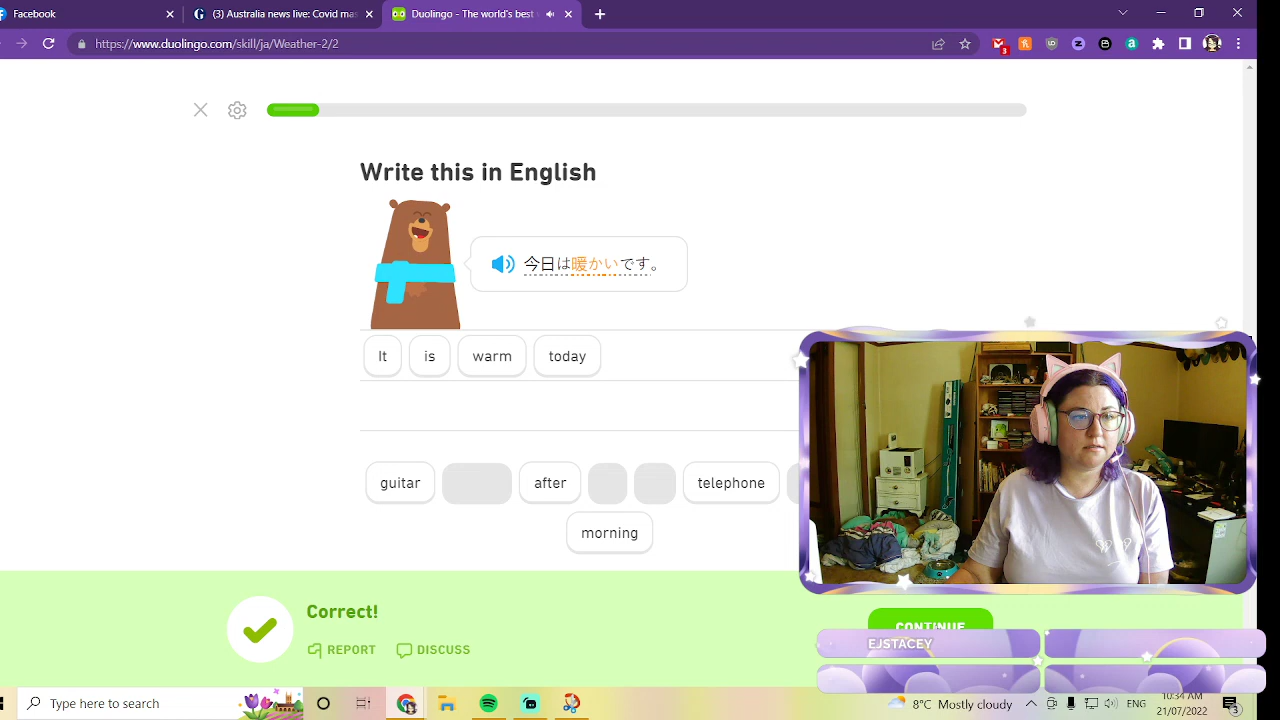 Facebook
(3) Australia news live: Covid mas
Duolingo - The world's best
https://www.duolingo.com/skill/ja/Weather-2/2
3
Write this in English
今日は暖かいです。
It is warm today
guitar after telephone
morning
Correct!
REPORT DISCUSS
CONTINUE
EJSTACEY
Type here to search
8°C Mostly cloudy
ENG
10:34 AM
21/07/2022
3